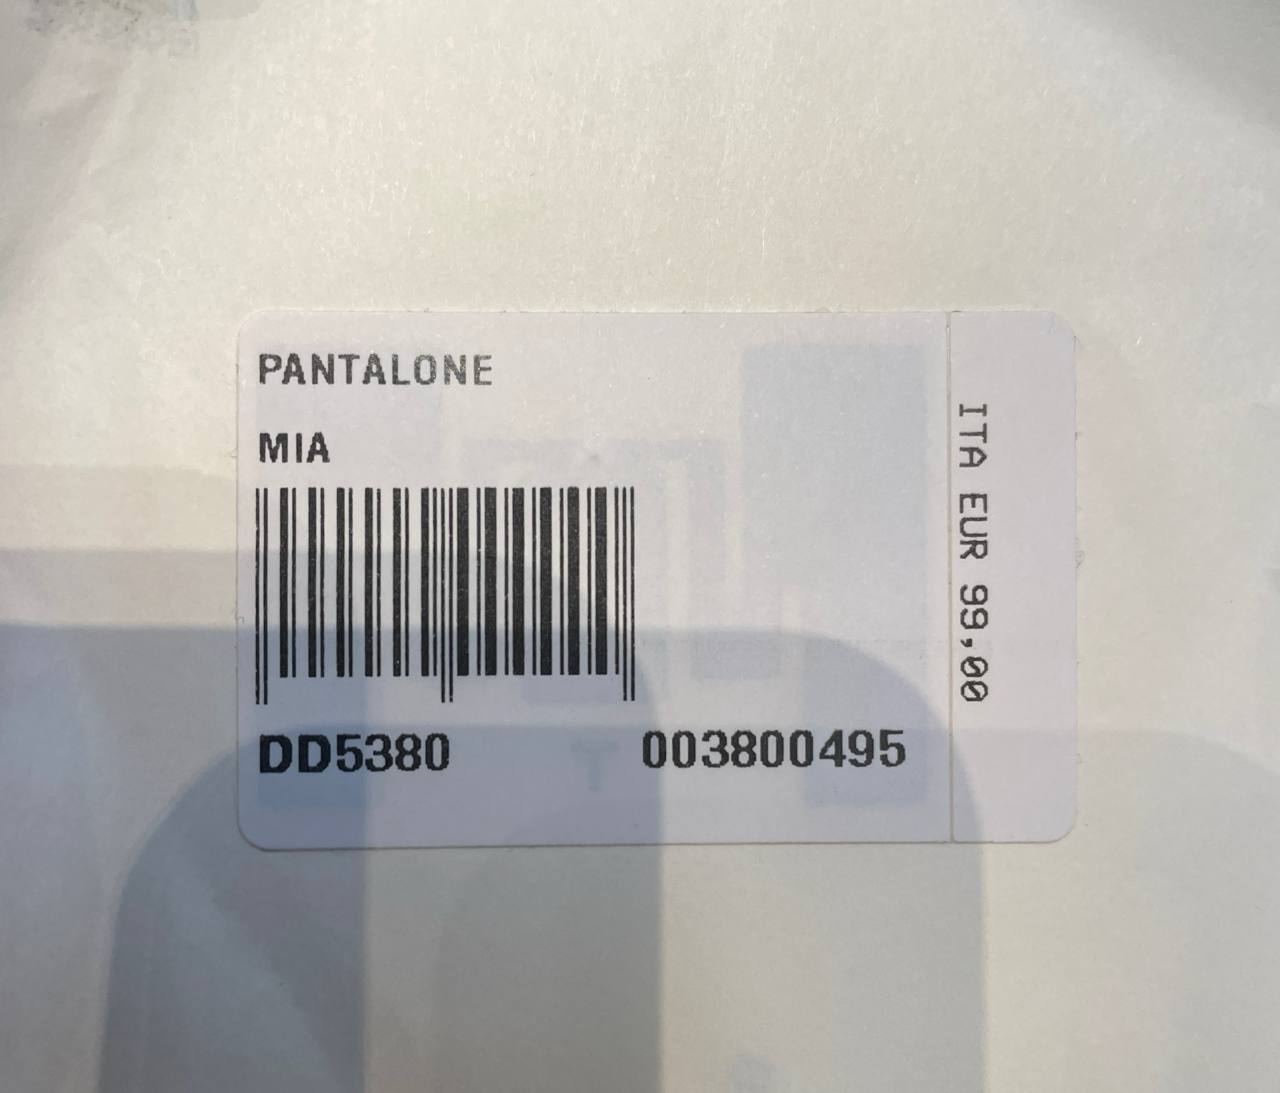 PANTALONE
MIA
DD5380 003800495
ITA EUR 99,00